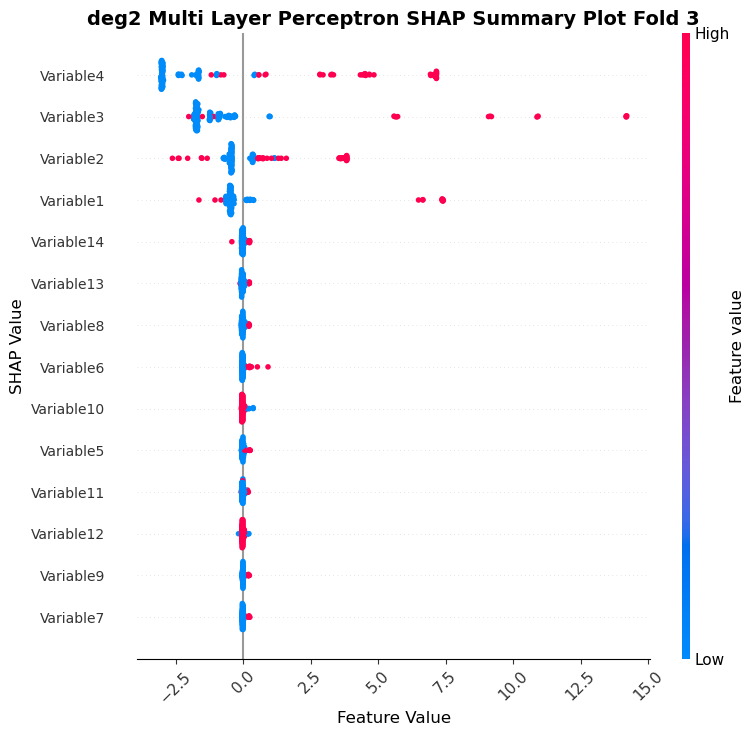 deg2 Multi Layer Perceptron SHAP Summary Plot Fold 3
High
Variable4
Variable3
Variable2
Variable1
Variable14
Variable13
Variable8
Variable6
Variable10
Variable5
Variable11
Variable12
Variable9
Variable7
SHAP Value
Feature value
Low
−2.5
0.0
2.5
5.0
7.5
10.0
12.5
15.0
Feature Value